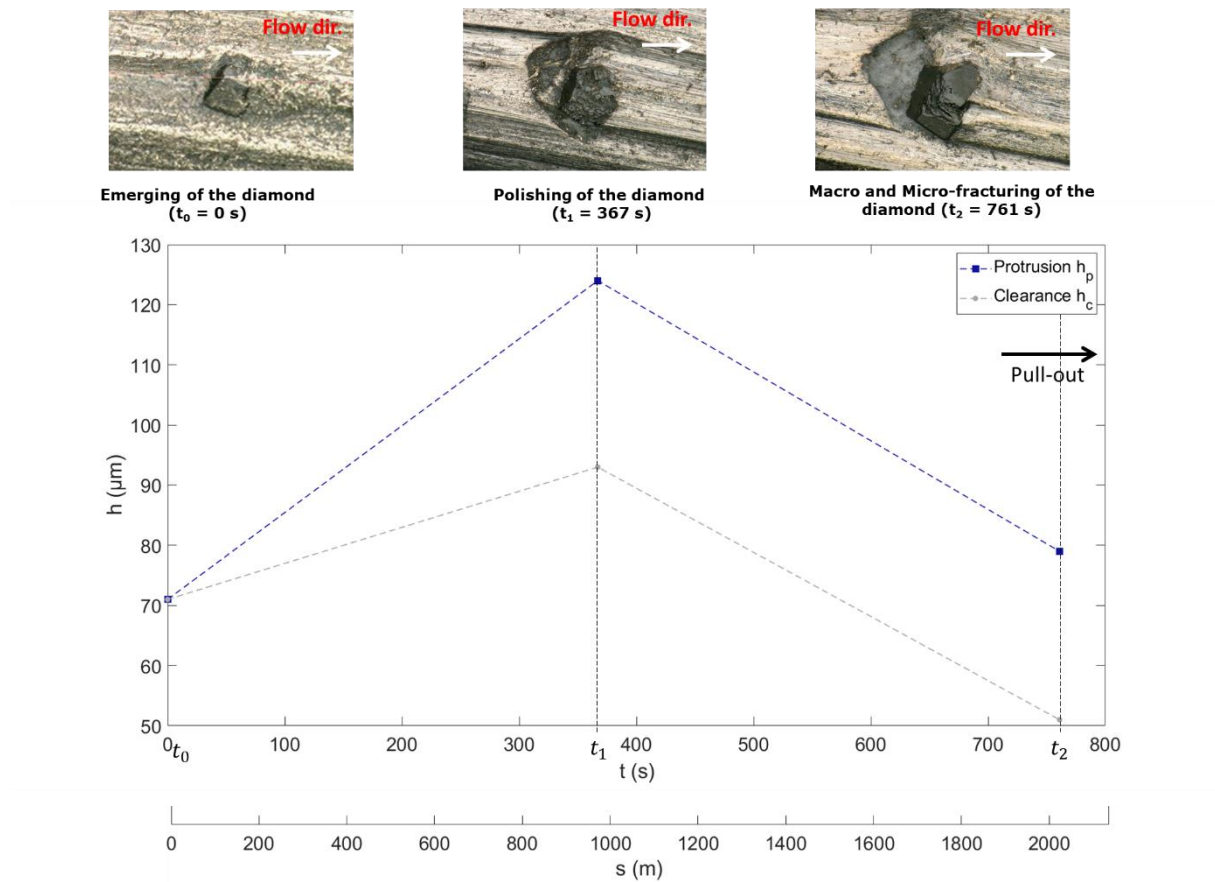 Flow dir.
Flow dir.
Flow dir.
Emerging of the diamond
(t₀ = 0 s)
Polishing of the diamond
(t₁ = 367 s)
Macro and Micro-fracturing of the
diamond (t₂ = 761 s)
130
120
110
100
90
80
70
60
50
h (µm)
Protrusion hₚ
Clearance h_c
Pull-out
0 100 200 300 400 500 600 700 800
t₀ t₁ t₂
t (s)
0 200 400 600 800 1000 1200 1400 1600 1800 2000
s (m)